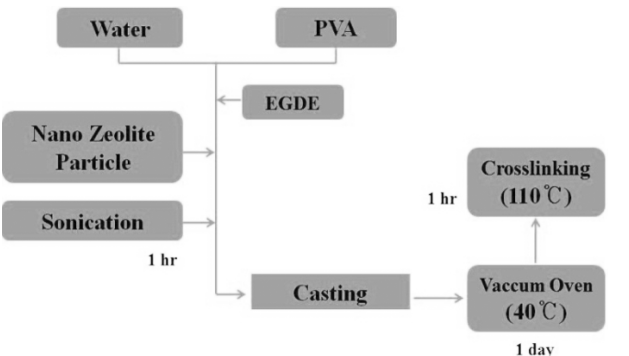 Water
PVA
EGDE
Nano Zeolite
Particle
Sonication
1 hr
Casting
Vaccum Oven
(40℃)
1 day
1 hr
Crosslinking
(110℃)